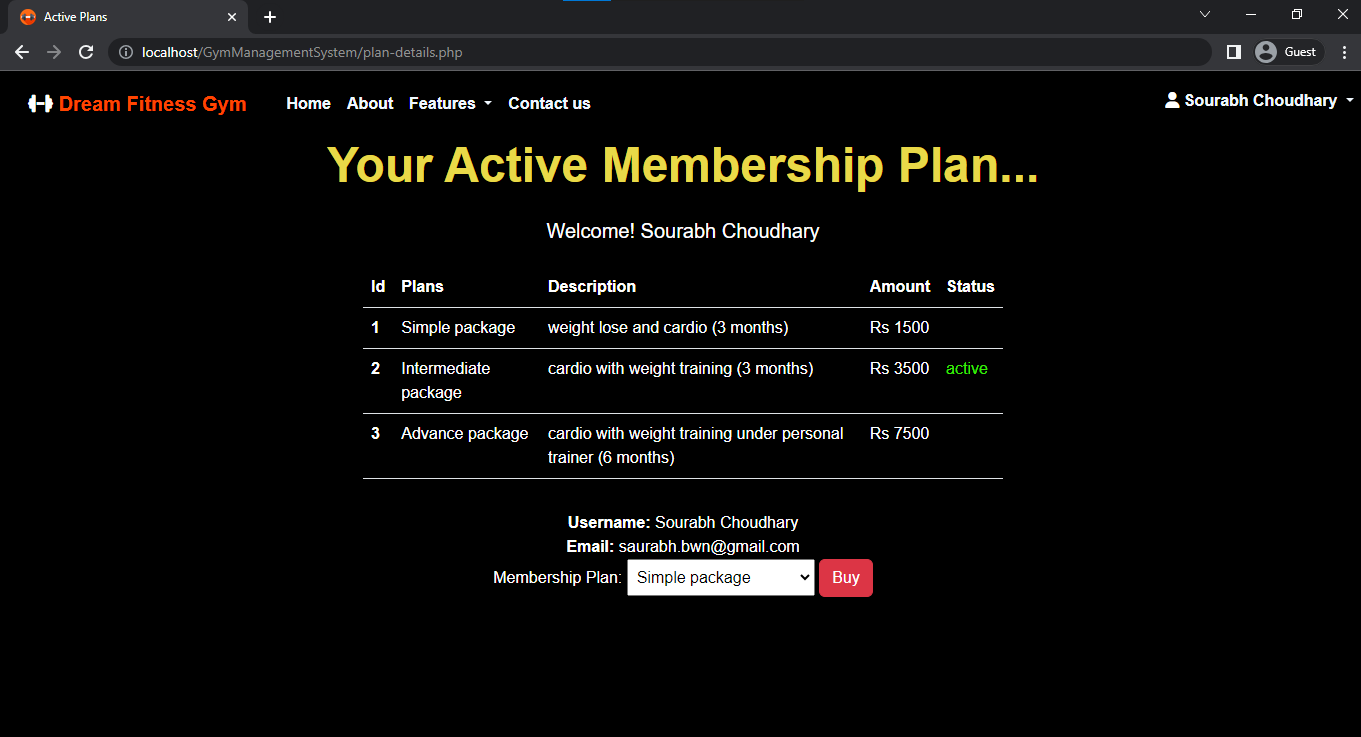 Active Plans
localhost/GymManagementSystem/plan-details.php
Guest
Dream Fitness Gym Home About Features Contact us Sourabh Choudhary
Your Active Membership Plan...
Welcome! Sourabh Choudhary
Id Plans Description Amount Status
1 Simple package weight lose and cardio (3 months) Rs 1500
2 Intermediate package cardio with weight training (3 months) Rs 3500 active
3 Advance package cardio with weight training under personal trainer (6 months) Rs 7500
Username: Sourabh Choudhary
Email: saurabh.bwn@gmail.com
Membership Plan: Simple package Buy